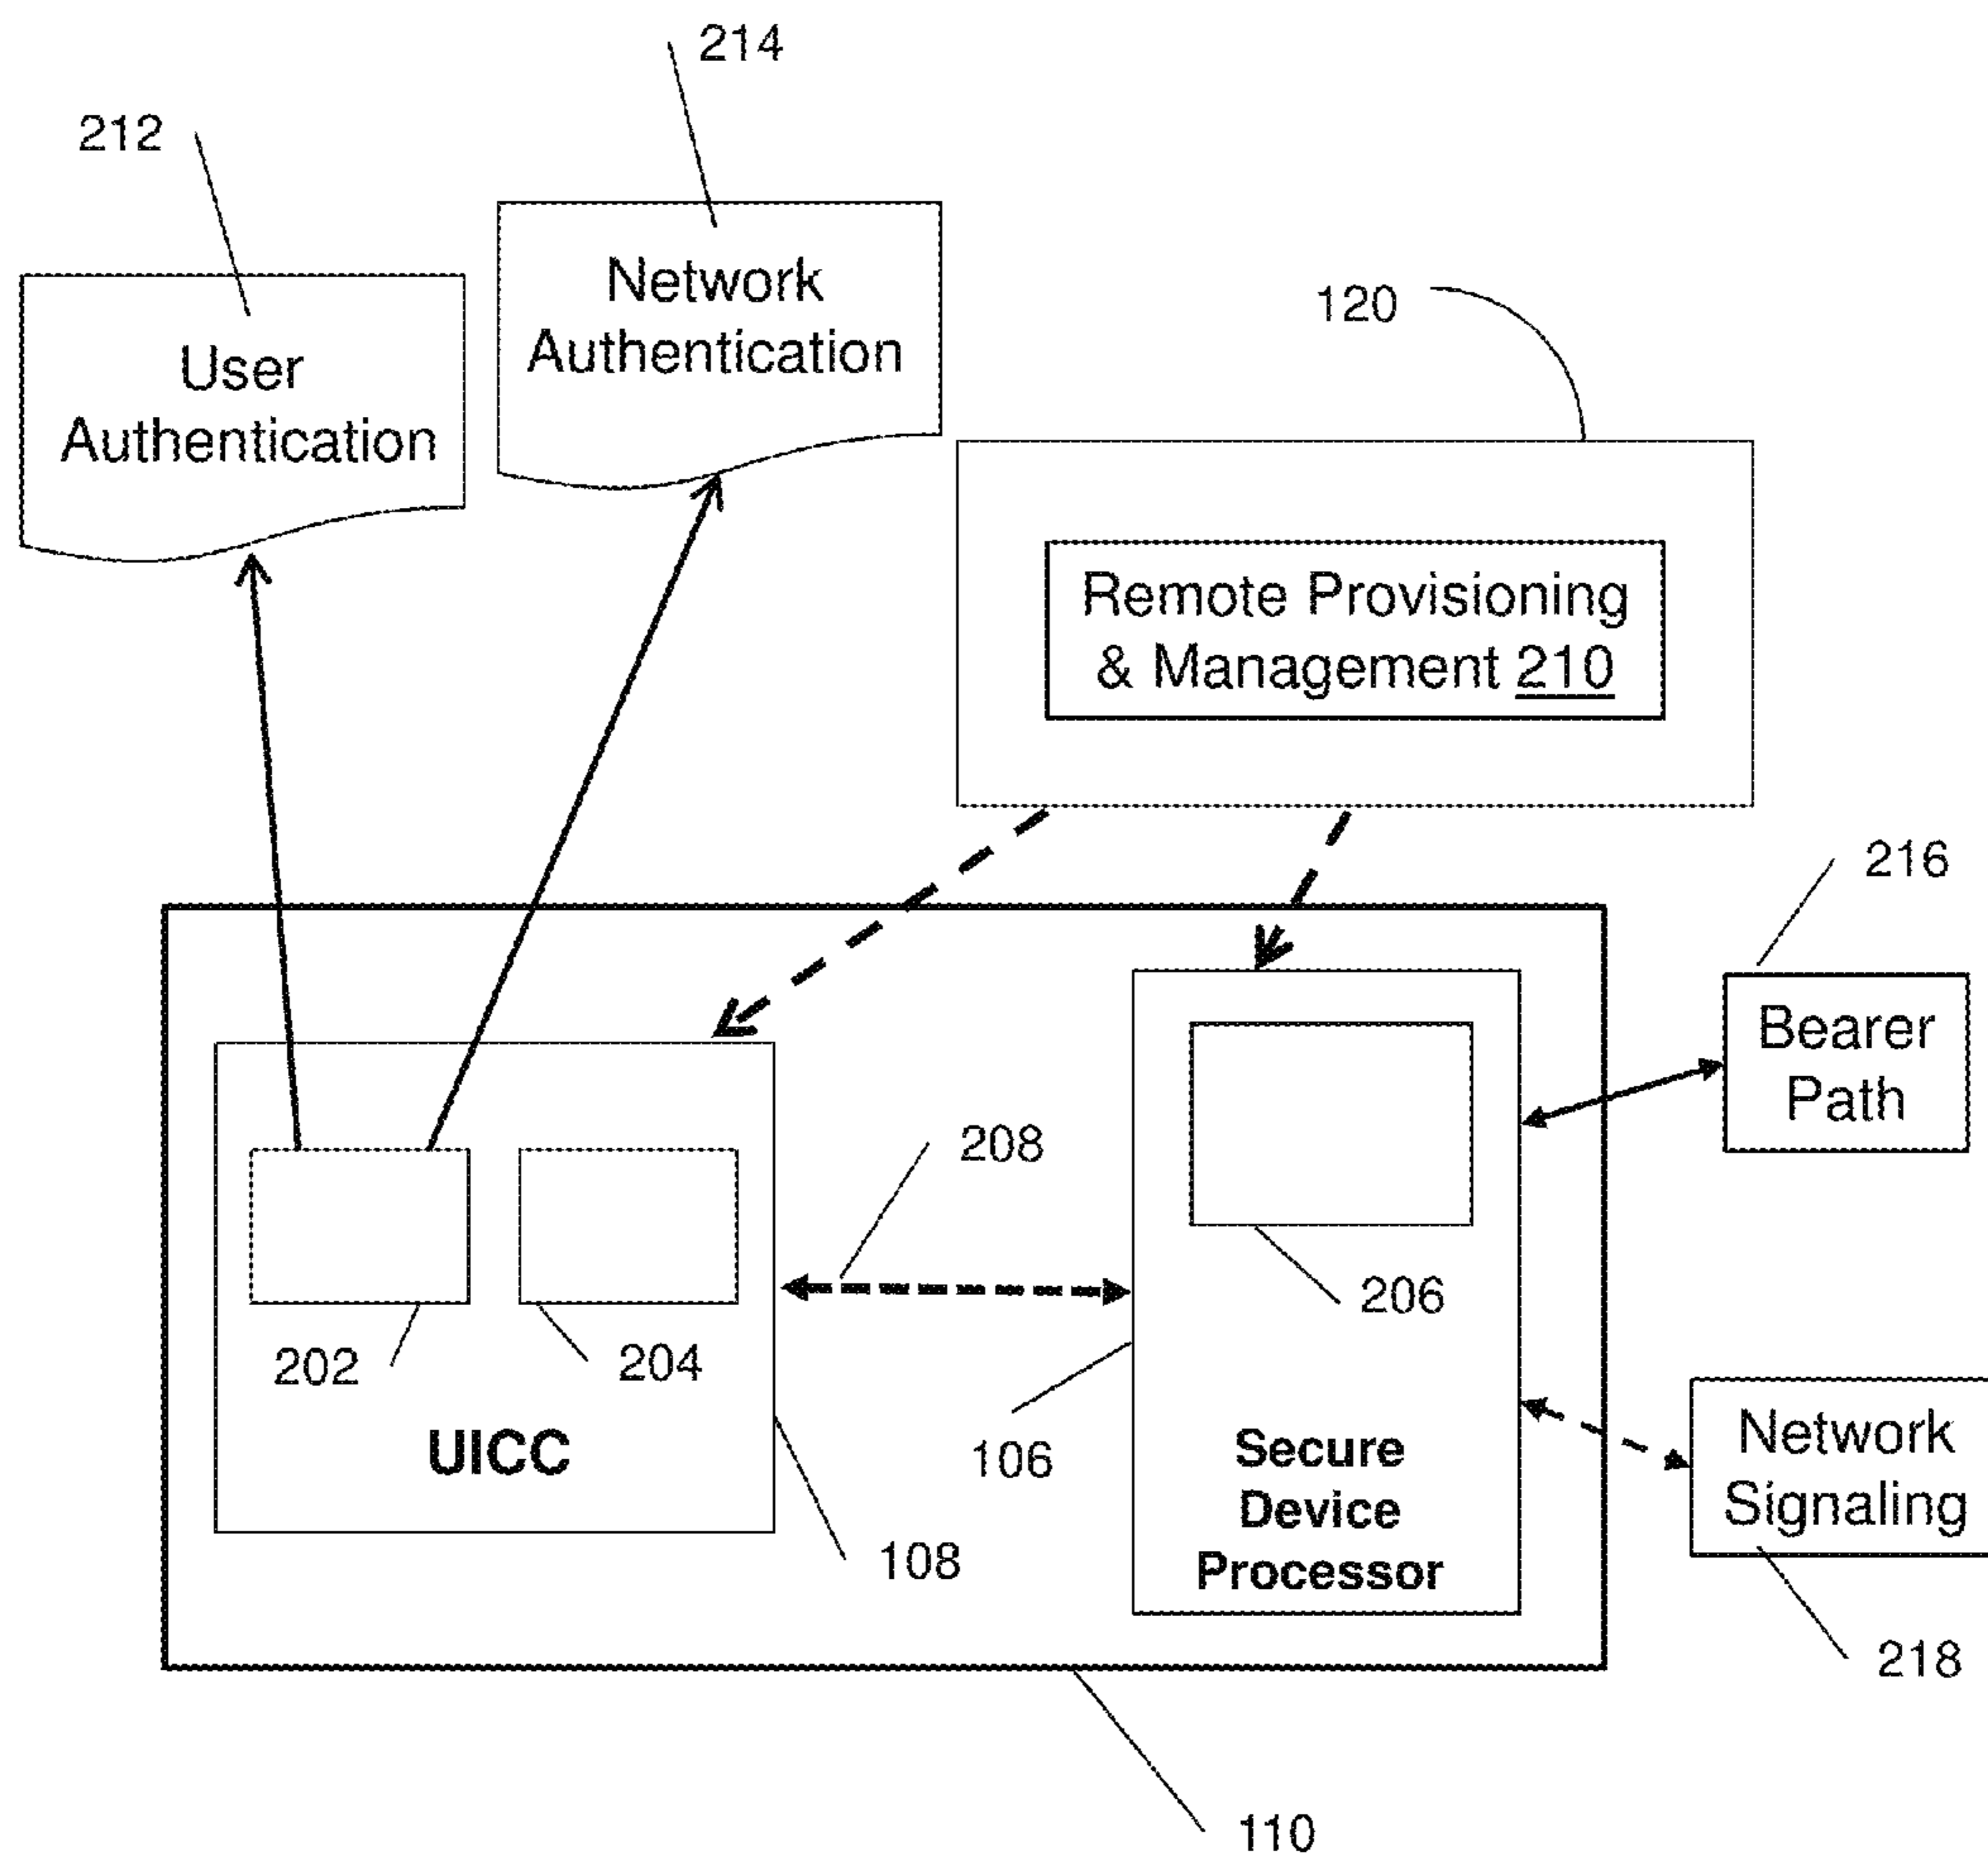 214
212
Network
Authentication
User
Authentication
120
Remote Provisioning
& Management 210
216
Bearer
Path
208
206
202
204
UICC
106
Secure
Device
Processor
Network
Signaling
108
218
110